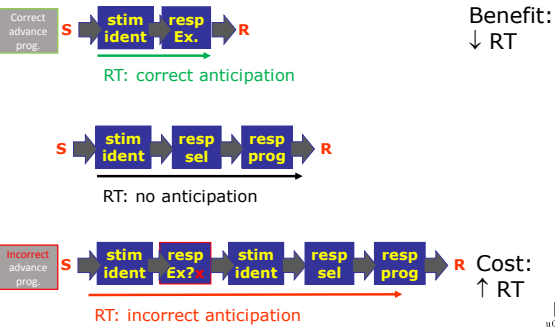 Correct
advance
prog.
S
stim
ident
resp
Ex.
R
RT: correct anticipation
Benefit:
↓ RT
S
stim
ident
resp
sel
resp
prog
R
RT: no anticipation
Incorrect
advance
prog.
S
stim
ident
resp
Ex?x
stim
ident
resp
sel
resp
prog
R
Cost:
↑ RT
RT: incorrect anticipation